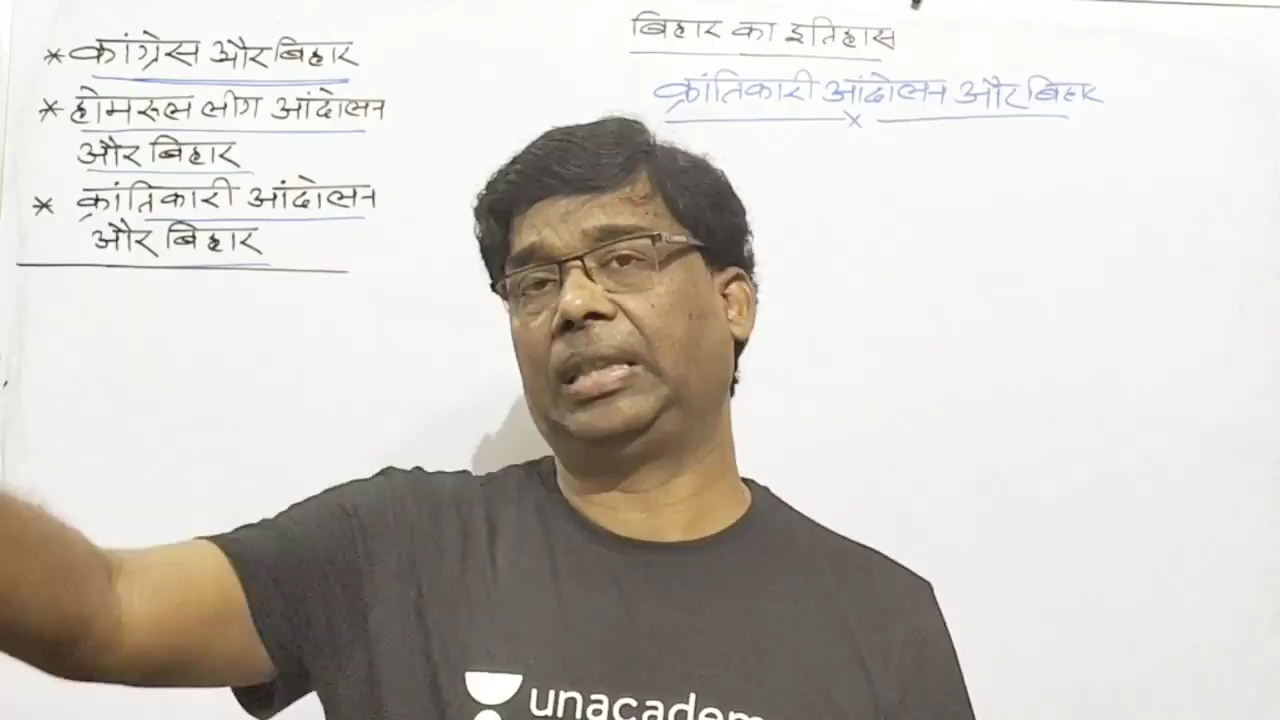 * कांग्रेस और बिहार
* होमरुल लीग आंदोलन
और बिहार
* क्रांतिकारी आंदोलन
और बिहार
बिहार का इतिहास
क्रांतिकारी आंदोलन और बिहार
unacadem